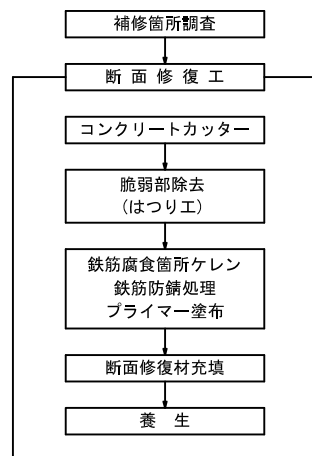 補修箇所調査
断面修復工
コンクリートカッター
脆弱部除去
(はつり工)
鉄筋腐食箇所ケレン
鉄筋防錆処理
プライマー塗布
断面修復材充填
養 生